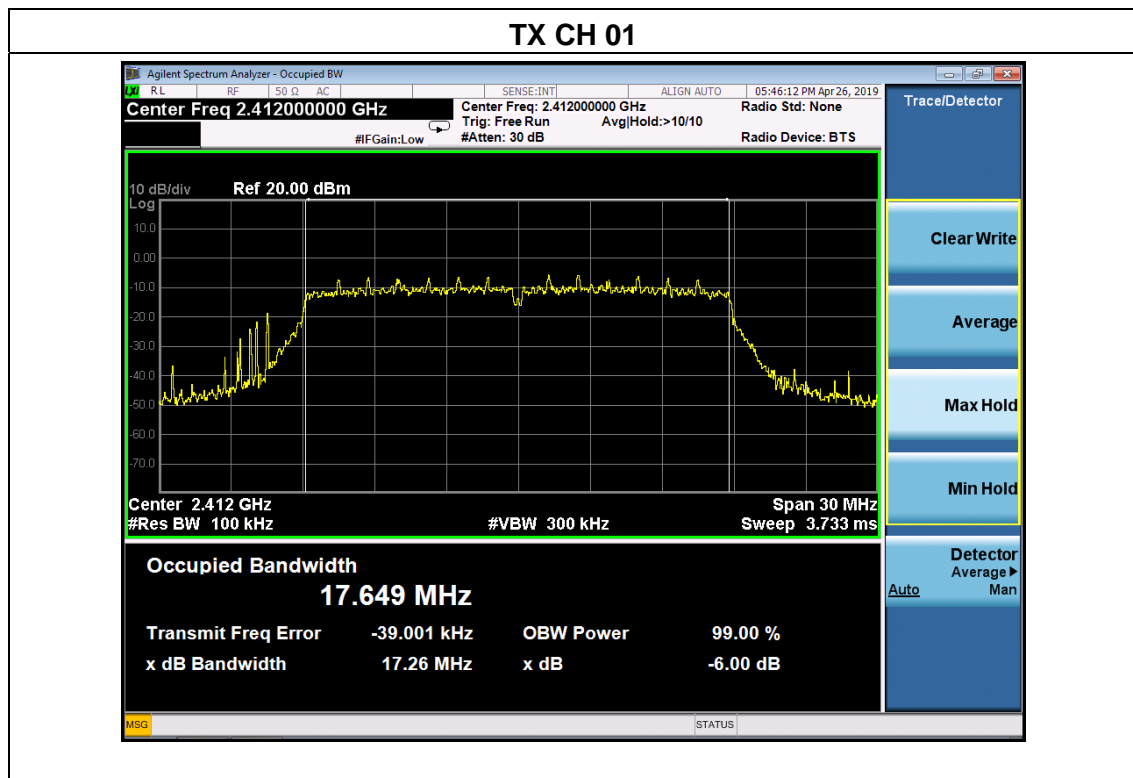 TX CH 01
Agilent Spectrum Analyzer - Occupied BW
LXI RL RF 50 Ω AC SENSE:INT ALIGN AUTO 05:46:12 PM Apr 26, 2019
Center Freq 2.412000000 GHz
Center Freq: 2.412000000 GHz
Radio Std: None
Trig: Free Run Avg|Hold:>10/10
#IFGain:Low
#Atten: 30 dB
Radio Device: BTS
10 dB/div Ref 20.00 dBm
Log
10.0
0.00
-10.0
-20.0
-30.0
-40.0
-50.0
-60.0
-70.0
Center 2.412 GHz Span 30 MHz
#Res BW 100 kHz #VBW 300 kHz Sweep 3.733 ms
Occupied Bandwidth
17.649 MHz
Transmit Freq Error -39.001 kHz OBW Power 99.00 %
x dB Bandwidth 17.26 MHz x dB -6.00 dB
MSG STATUS
Trace/Detector
Clear Write
Average
Max Hold
Min Hold
Detector
Average▶
Auto Man